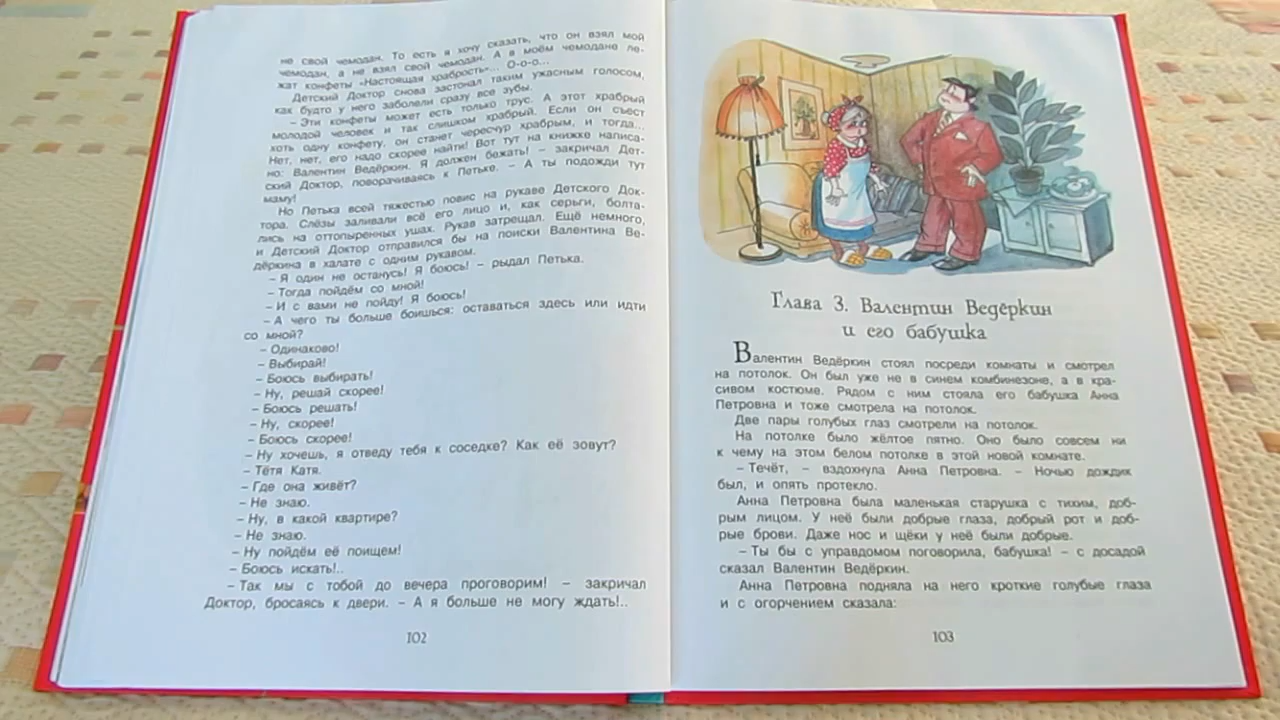 не свой чемодан. То есть я хочу сказать, что он взял мой
чемодан, а не взял свой чемодан. А в моём чемодане ле-
жат конфеты «Настоящая храбрость»... О-о-о...
Детский Доктор снова застонал таким ужасным голосом,
как будто у него заболели сразу все зубы.
– Эти конфеты может есть только трус. А этот храбрый
молодой человек и так слишком храбрый. Если он съест
хоть одну конфету, он станет чересчур храбрым, и тогда...
Нет, нет, его надо скорее найти! Вот тут на книжке написа-
но: Валентин Ведёркин. Я должен бежать! – закричал Дет-
ский Доктор, поворачиваясь к Петьке. – А ты подожди тут
маму!
Но Петька всей тяжестью повис на рукаве Детского Док-
тора. Слёзы заливали всё его лицо и, как серьги, болта-
лись на оттопыренных ушах. Рукав затрещал. Ещё немного,
и Детский Доктор отправился бы на поиски Валентина Ве-
дёркина в халате с одним рукавом.
– Я один не останусь! Я боюсь! – рыдал Петька.
– Тогда пойдём со мной!
– И с вами не пойду! Я боюсь!
– А чего ты больше боишься: оставаться здесь или идти
со мной?
– Одинаково!
– Выбирай!
– Боюсь выбирать!
– Ну, решай скорее!
– Боюсь решать!
– Ну, скорее!
– Боюсь скорее!
– Ну хочешь, я отведу тебя к соседке? Как её зовут?
– Тётя Катя.
– Где она живёт?
– Не знаю.
– Ну, в какой квартире?
– Не знаю.
– Ну пойдём её поищем!
– Боюсь искать!..
– Так мы с тобой до вечера проговорим! – закричал
Доктор, бросаясь к двери. – А я больше не могу ждать!..
102
Глава 3. Валентин Ведёркин
и его бабушка
Валентин Ведёркин стоял посреди комнаты и смотрел
на потолок. Он был уже не в синем комбинезоне, а в кра-
сивом костюме. Рядом с ним стояла его бабушка Анна
Петровна и тоже смотрела на потолок.
Две пары голубых глаз смотрели на потолок.
На потолке было жёлтое пятно. Оно было совсем ни
к чему на этом белом потолке в этой новой комнате.
– Течёт, – вздохнула Анна Петровна. – Ночью дождик
был, и опять протекло.
Анна Петровна была маленькая старушка с тихим, доб-
рым лицом. У неё были добрые глаза, добрый рот и доб-
рые брови. Даже нос и щёки у неё были добрые.
– Ты бы с управдомом поговорила, бабушка! – с досадой
сказал Валентин Ведёркин.
Анна Петровна подняла на него кроткие голубые глаза
и с огорчением сказала:
103